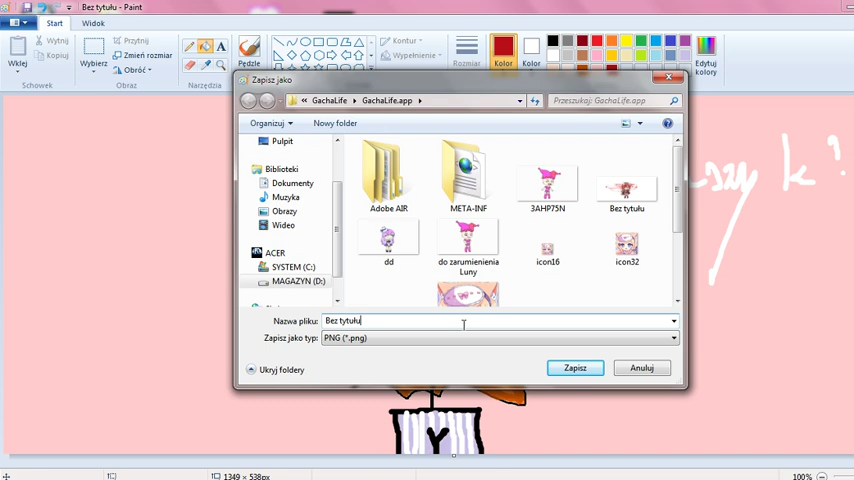 Bez tytułu - Paint
Start
Widok
Wklej
Wytnij
Kopiuj
Schowek
Wybierz
Przytnij
Zmień rozmiar
Obróć
Obraz
A
Narzędzia
Pędzle
Kontur
Wypełnienie
Rozmiar
Kolor
1
Kolor
Edytuj
kolory
Zapisz jako
GachaLife
GachaLife.app
Przeszukaj: GachaLife.app
Organizuj
New folder
Pulpit
Biblioteki
Dokumenty
Muzyka
Obrazy
Wideo
ACER
SYSTEM (C:)
MAGAZYN (D:)
Adobe AIR
META-INF
3AHP75N
Bez tytułu
dd
do zarumienienia
Luny
icon16
icon32
Nazwa pliku:
Bez tytułu
Zapisz jako typ:
PNG (*.png)
Ukryj foldery
Zapisz
Anuluj
k?
Y
1349 × 538px
100%